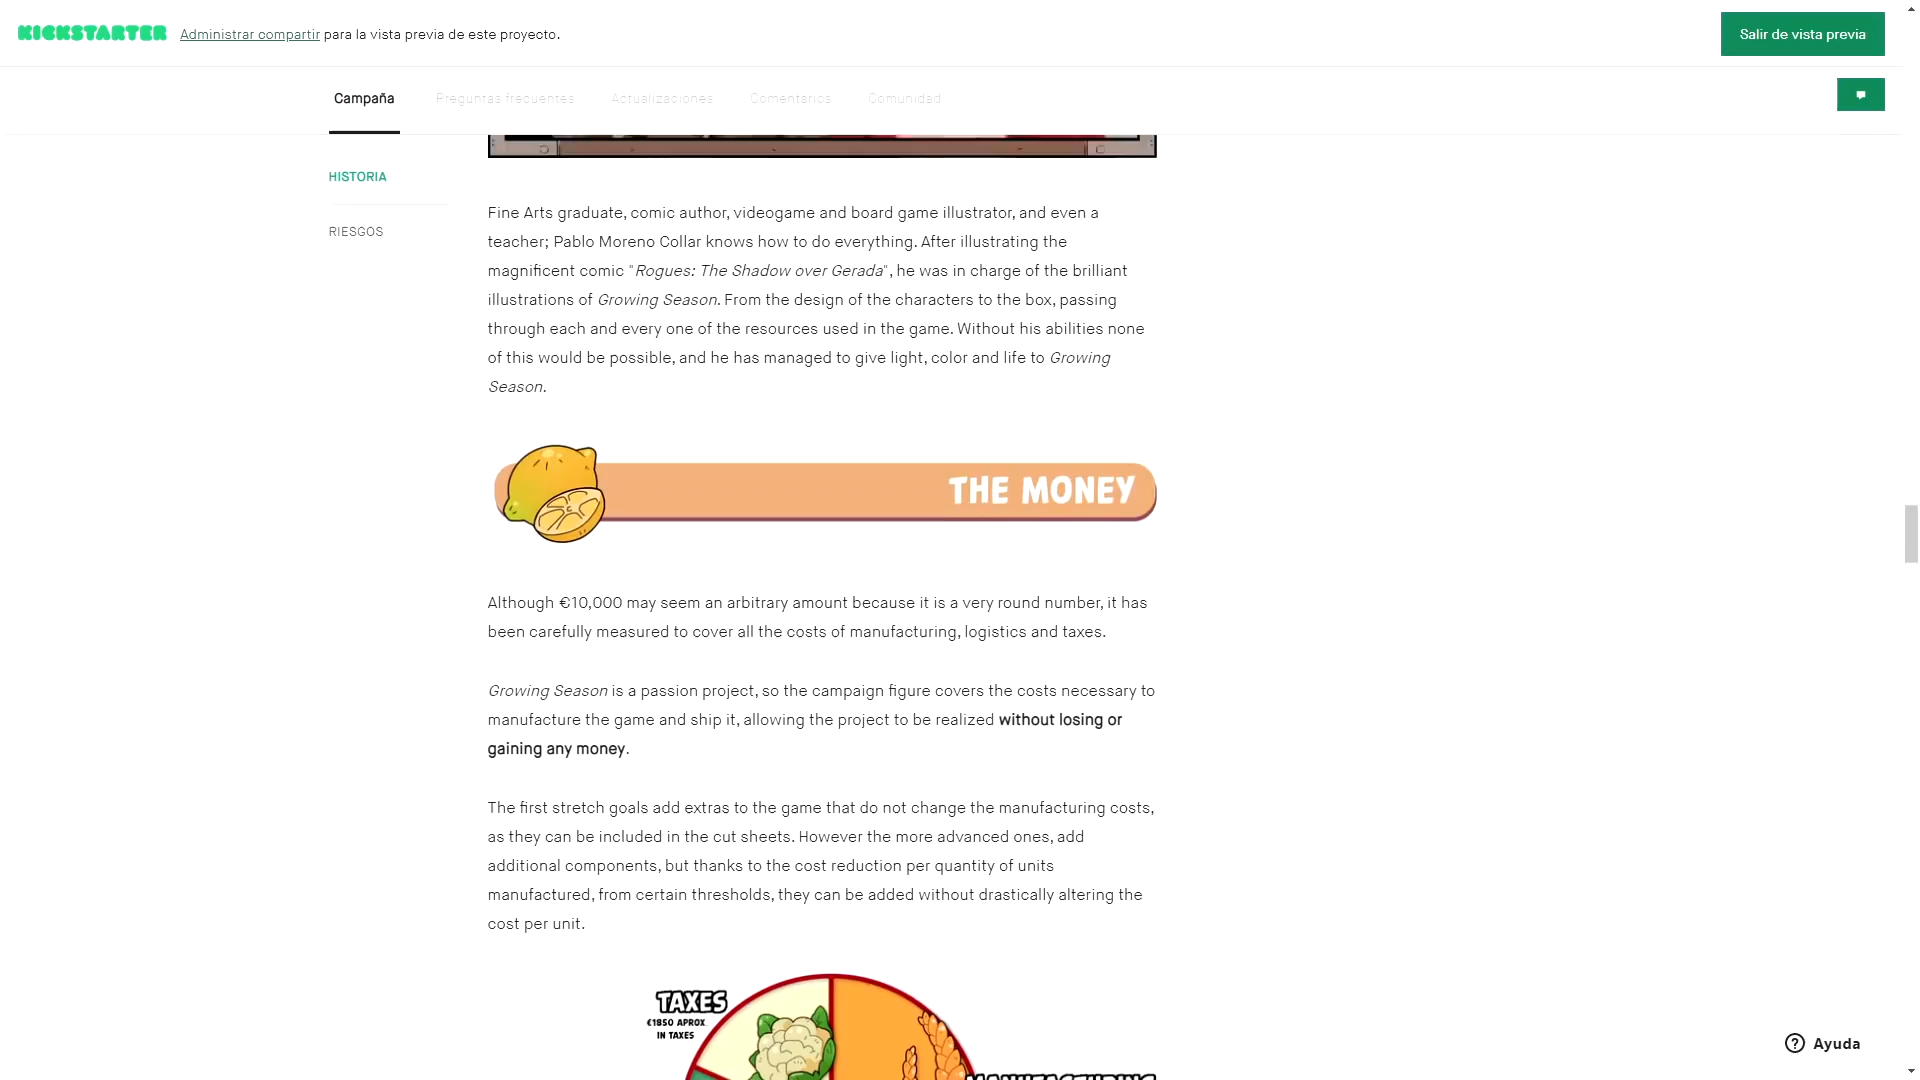 KICKSTARTER Administrar compartir para la vista previa de este proyecto. Salir de vista previa
Campaña Preguntas frecuentes Actualizaciones Comentarios Comunidad
HISTORIA
RIESGOS
Fine Arts graduate, comic author, videogame and board game illustrator, and even a
teacher; Pablo Moreno Collar knows how to do everything. After illustrating the
magnificent comic "Rogues: The Shadow over Gerada", he was in charge of the brilliant
illustrations of Growing Season. From the design of the characters to the box, passing
through each and every one of the resources used in the game. Without his abilities none
of this would be possible, and he has managed to give light, color and life to Growing
Season.
THE MONEY
Although €10,000 may seem an arbitrary amount because it is a very round number, it has
been carefully measured to cover all the costs of manufacturing, logistics and taxes.
Growing Season is a passion project, so the campaign figure covers the costs necessary to
manufacture the game and ship it, allowing the project to be realized without losing or
gaining any money.
The first stretch goals add extras to the game that do not change the manufacturing costs,
as they can be included in the cut sheets. However the more advanced ones, add
additional components, but thanks to the cost reduction per quantity of units
manufactured, from certain thresholds, they can be added without drastically altering the
cost per unit.
TAXES
€1850 APROX.
IN TAXES
Ayuda
MANUFACTURING